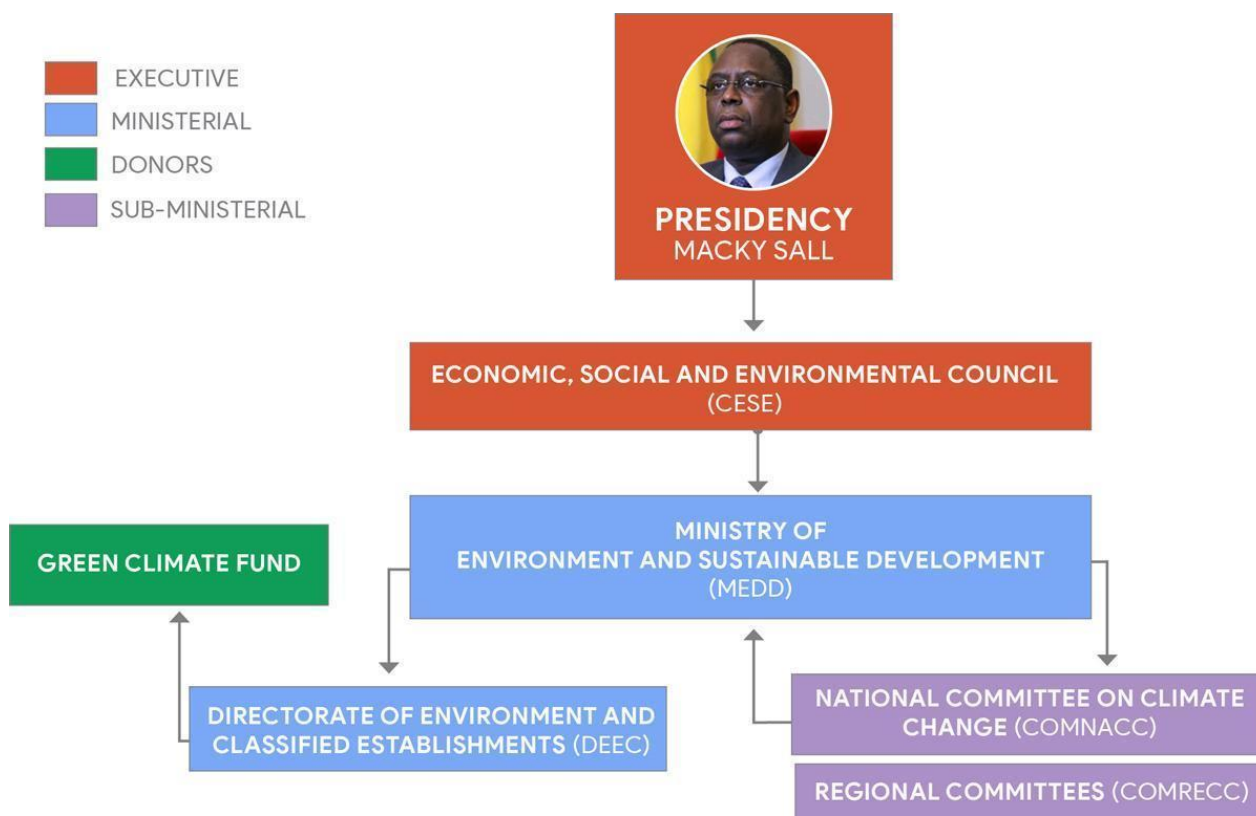 EXECUTIVE
MINISTERIAL
DONORS
SUB-MINISTERIAL
PRESIDENCY
MACKY SALL
ECONOMIC, SOCIAL AND ENVIRONMENTAL COUNCIL
(CESE)
MINISTRY OF
ENVIRONMENT AND SUSTAINABLE DEVELOPMENT
(MEDD)
GREEN CLIMATE FUND
DIRECTORATE OF ENVIRONMENT AND
CLASSIFIED ESTABLISHMENTS (DEEC)
NATIONAL COMMITTEE ON CLIMATE
CHANGE (COMNACC)
REGIONAL COMMITTEES (COMRECC)